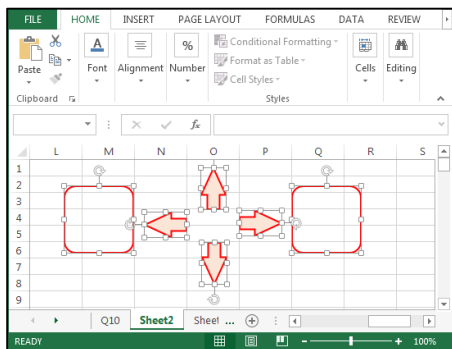 FILE HOME INSERT PAGE LAYOUT FORMULAS DATA REVIEW
Paste Font Alignment Number Conditional Formatting Format as Table Cell Styles Cells Editing
Clipboard Styles
fx
L M N O P Q R S
1
2
3
4
5
6
7
8
9
Q10 Sheet2 Sheet ...
READY 100%